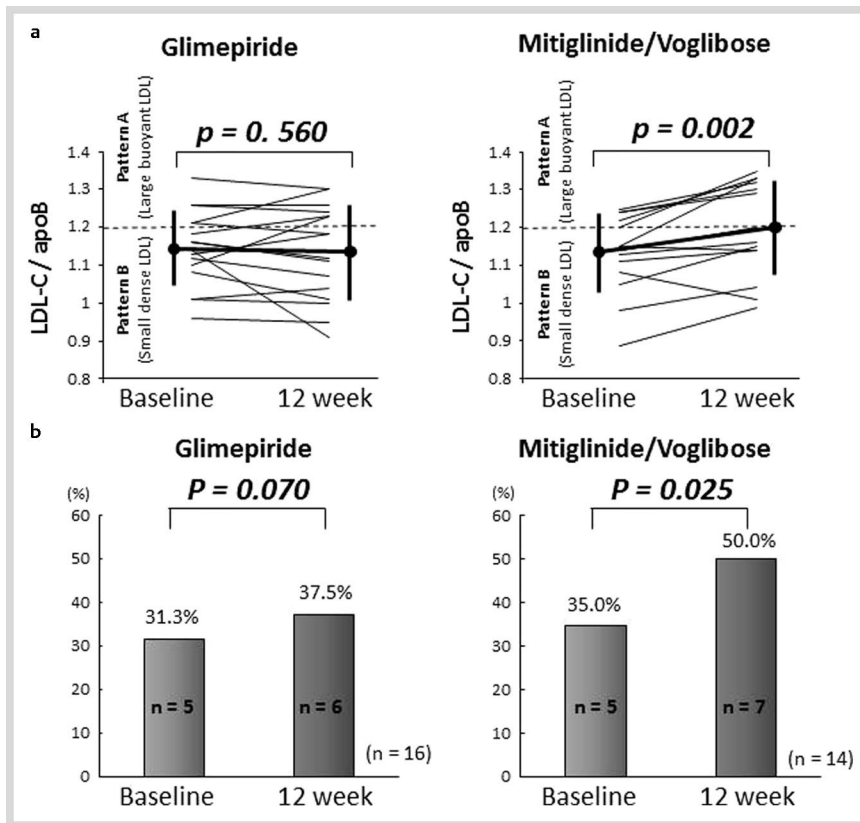 a
Glimepiride
Mitiglinide/Voglibose
p = 0. 560
p = 0.002
LDL-C / apoB
Pattern A
(Large buoyant LDL)
Pattern B
(Small dense LDL)
1.4
1.3
1.2
1.1
1
0.9
0.8
Baseline
12 week
LDL-C / apoB
Pattern A
(Large buoyant LDL)
Pattern B
(Small dense LDL)
1.4
1.3
1.2
1.1
1
0.9
0.8
Baseline
12 week
b
Glimepiride
Mitiglinide/Voglibose
P = 0.070
P = 0.025
(%)
60
50
40
30
20
10
0
31.3%
37.5%
n = 5
n = 6
(n = 16)
Baseline
12 week
(%)
60
50
40
30
20
10
0
35.0%
50.0%
n = 5
n = 7
(n = 14)
Baseline
12 week